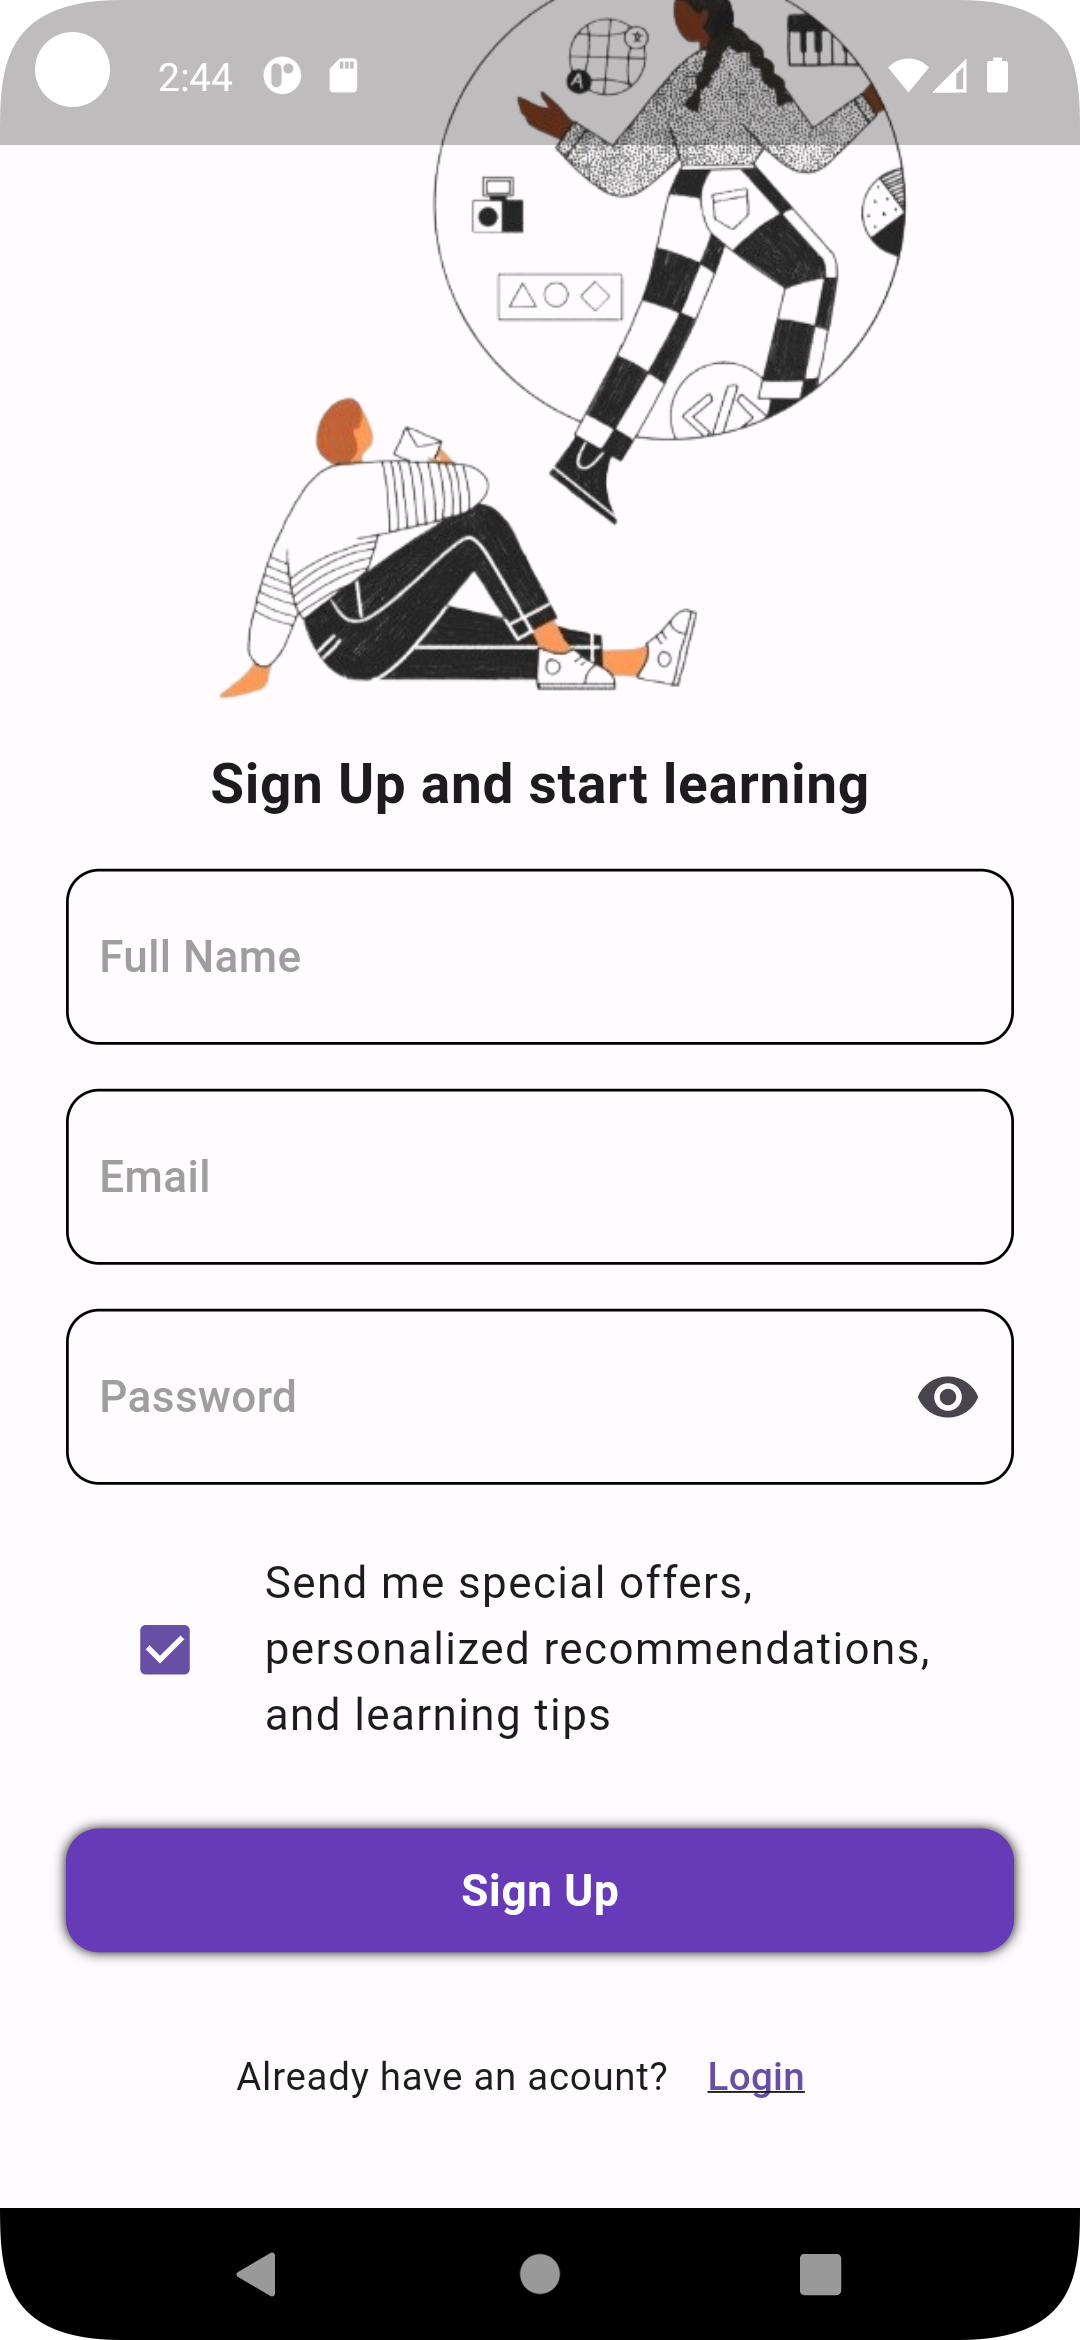 2:44
A
</>
Sign Up and start learning
Full Name
Email
Password
Send me special offers,
personalized recommendations,
and learning tips
Sign Up
Already have an acount? Login